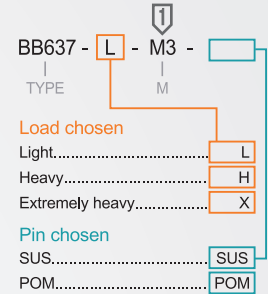 1
BB637 - L - M3 -
TYPE M
Load chosen
Light.................................... L
Heavy.................................. H
Extremely heavy................ X
Pin chosen
SUS.................................... SUS
POM................................... POM